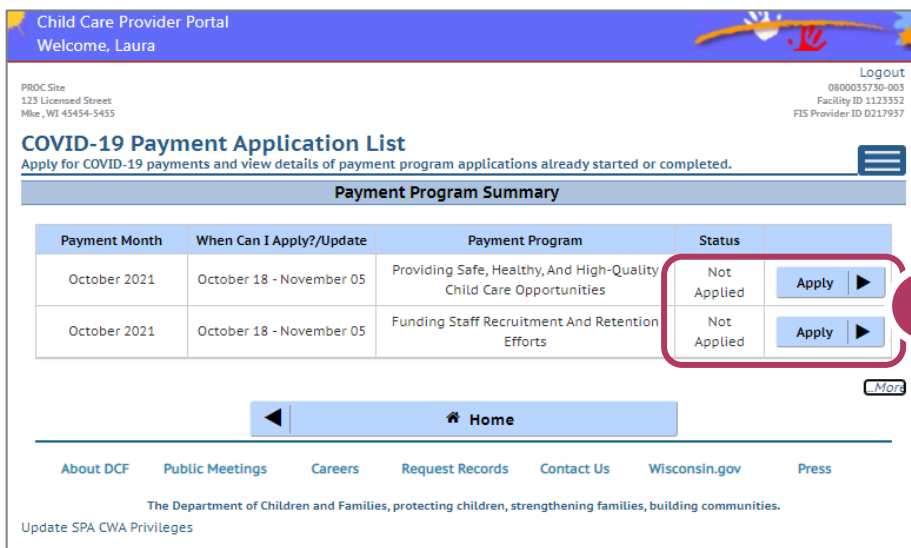 Child Care Provider Portal
Welcome, Laura
Logout
PROC Site
0800035730-003
123 Licensed Street
Facility ID 1123352
Mke , WI 45454-5455
FIS Provider ID D217937
COVID-19 Payment Application List
Apply for COVID-19 payments and view details of payment program applications already started or completed.
Payment Program Summary
Payment Month When Can I Apply?/Update Payment Program Status
October 2021 October 18 - November 05 Providing Safe, Healthy, And High-Quality Child Care Opportunities Not Applied Apply
October 2021 October 18 - November 05 Funding Staff Recruitment And Retention Efforts Not Applied Apply
...More
Home
About DCF Public Meetings Careers Request Records Contact Us Wisconsin.gov Press
The Department of Children and Families, protecting children, strengthening families, building communities.
Update SPA CWA Privileges